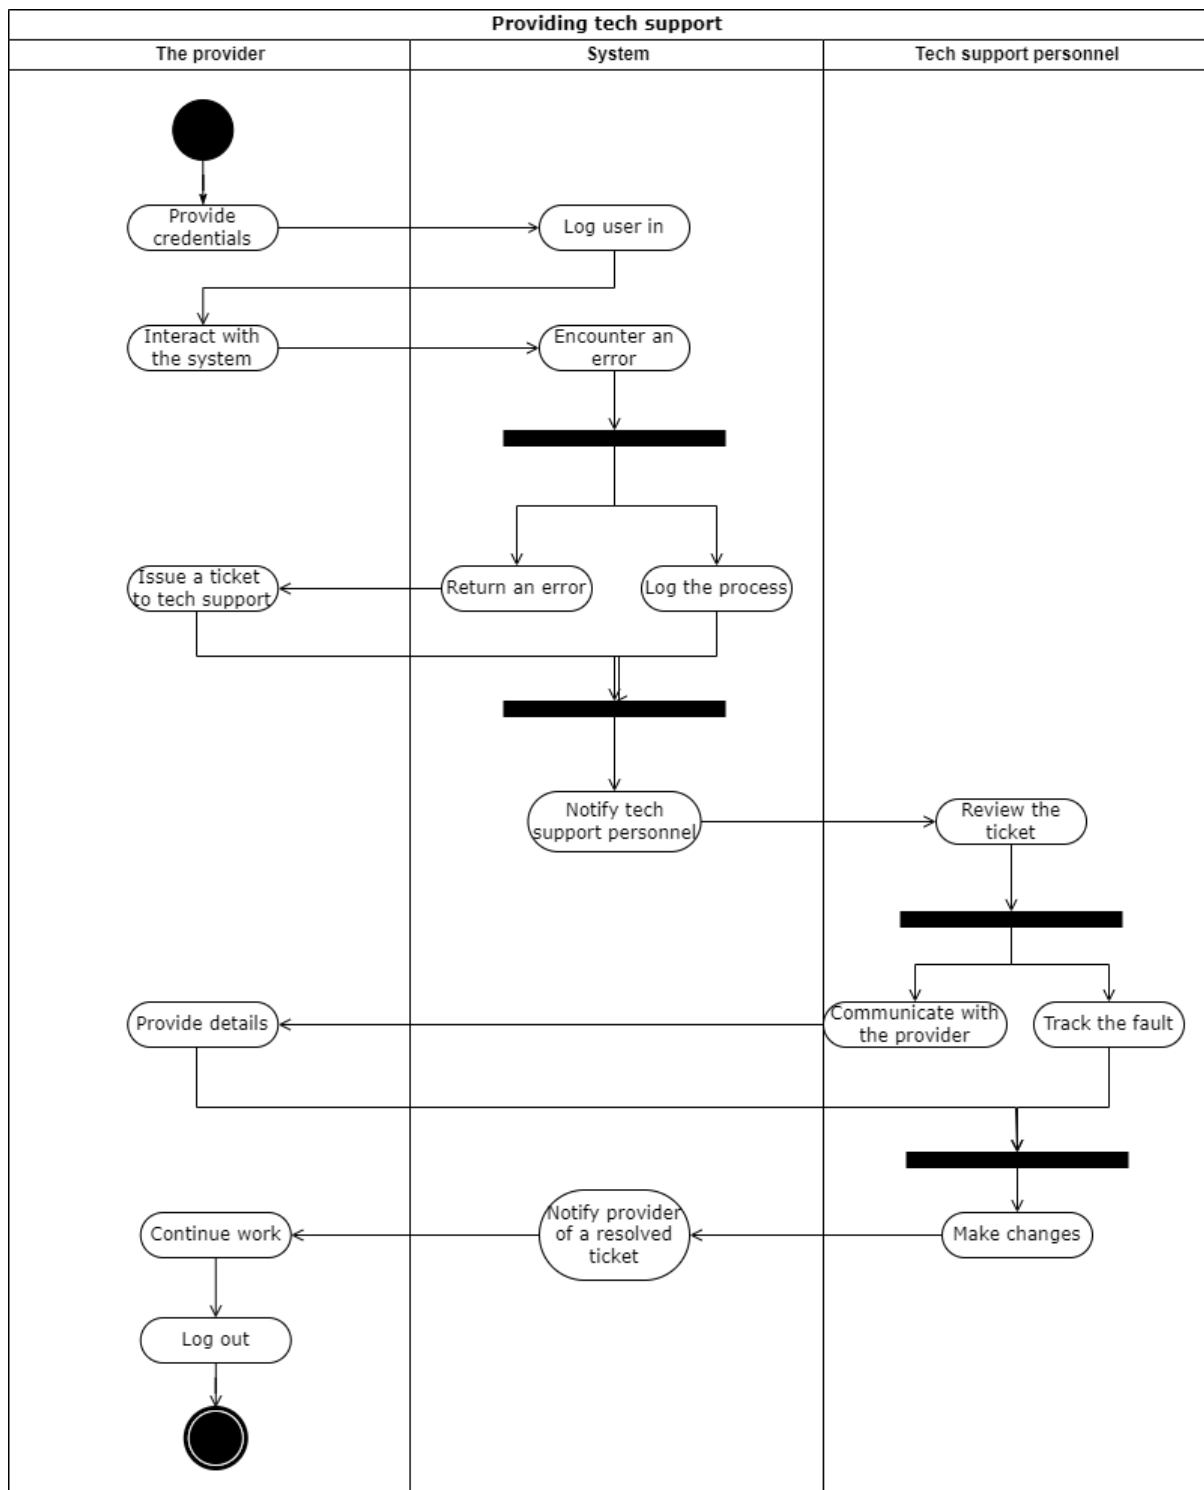 Providing tech support
The provider
System
Tech support personnel
Provide
credentials
Log user in
Interact with
the system
Encounter an
error
Issue a ticket
to tech support
Return an error
Log the process
Notify tech
support personnel
Review the
ticket
Provide details
Communicate with
the provider
Track the fault
Continue work
Notify provider
of a resolved
ticket
Make changes
Log out